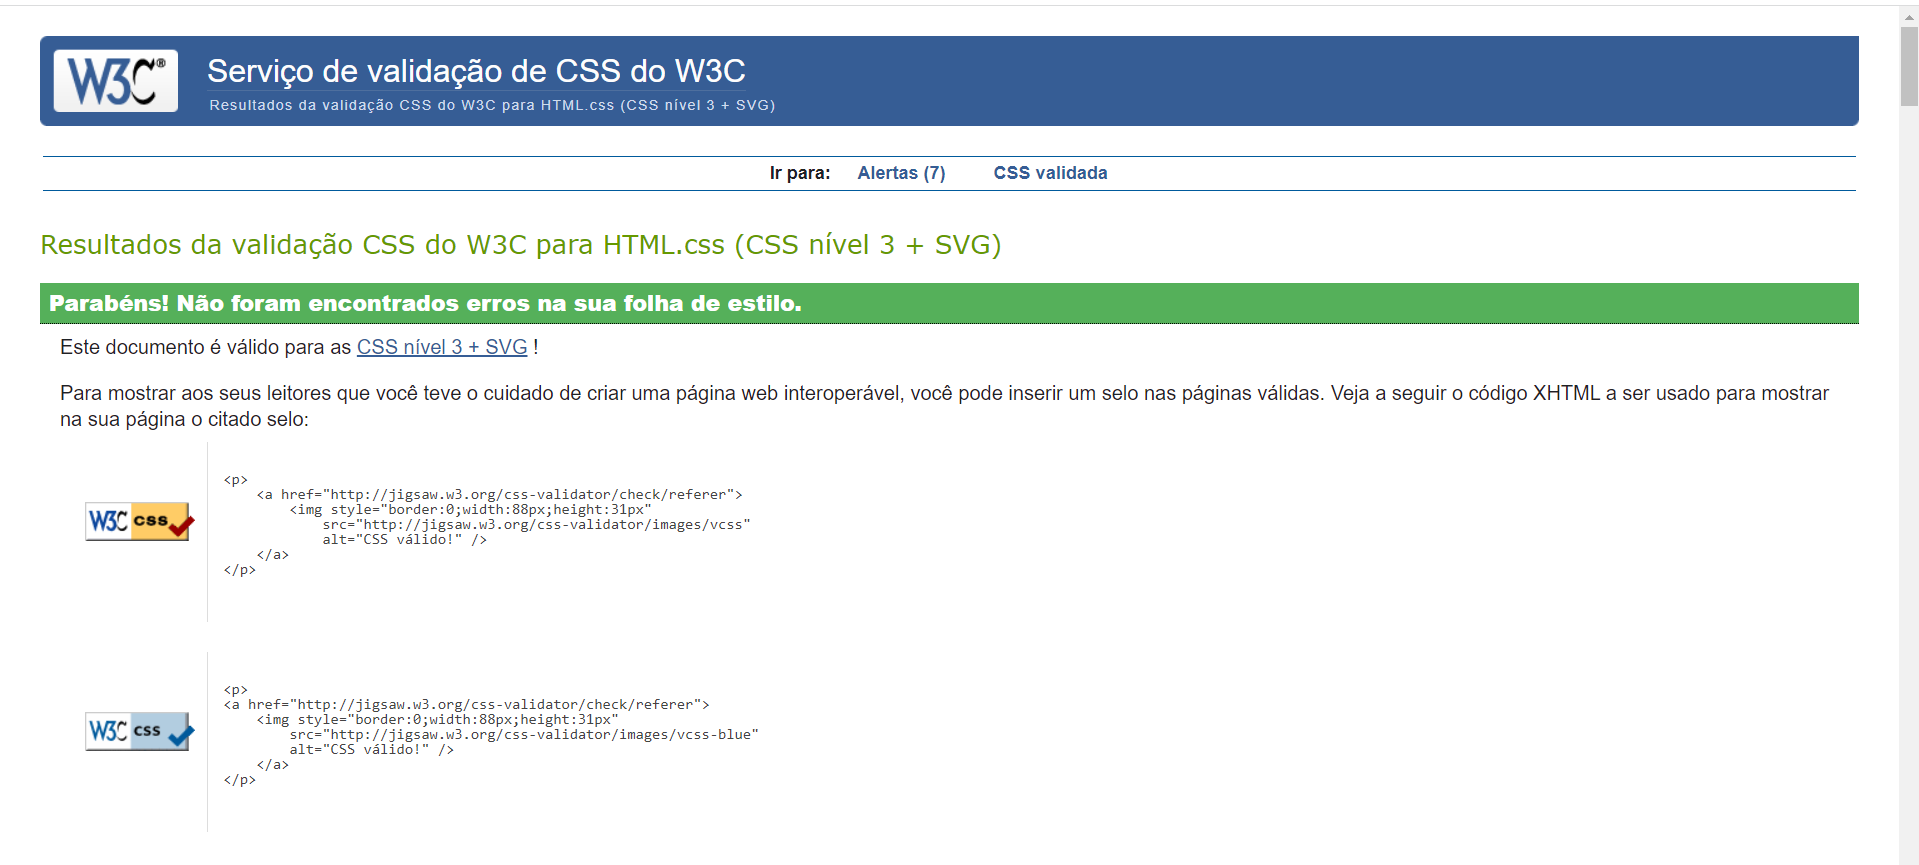 W3C®
Serviço de validação de CSS do W3C
Resultados da validação CSS do W3C para HTML.css (CSS nível 3 + SVG)
Ir para: Alertas (7) CSS validada
Resultados da validação CSS do W3C para HTML.css (CSS nível 3 + SVG)
Parabéns! Não foram encontrados erros na sua folha de estilo.
Este documento é válido para as CSS nível 3 + SVG !
Para mostrar aos seus leitores que você teve o cuidado de criar uma página web interoperável, você pode inserir um selo nas páginas válidas. Veja a seguir o código XHTML a ser usado para mostrar
na sua página o citado selo:
W3C css
<p>
<a href="http://jigsaw.w3.org/css-validator/check/referer">
<img style="border:0;width:88px;height:31px"
src="http://jigsaw.w3.org/css-validator/images/vcss"
alt="CSS válido!" />
</a>
</p>
W3C css
<p>
<a href="http://jigsaw.w3.org/css-validator/check/referer">
<img style="border:0;width:88px;height:31px"
src="http://jigsaw.w3.org/css-validator/images/vcss-blue"
alt="CSS válido!" />
</a>
</p>